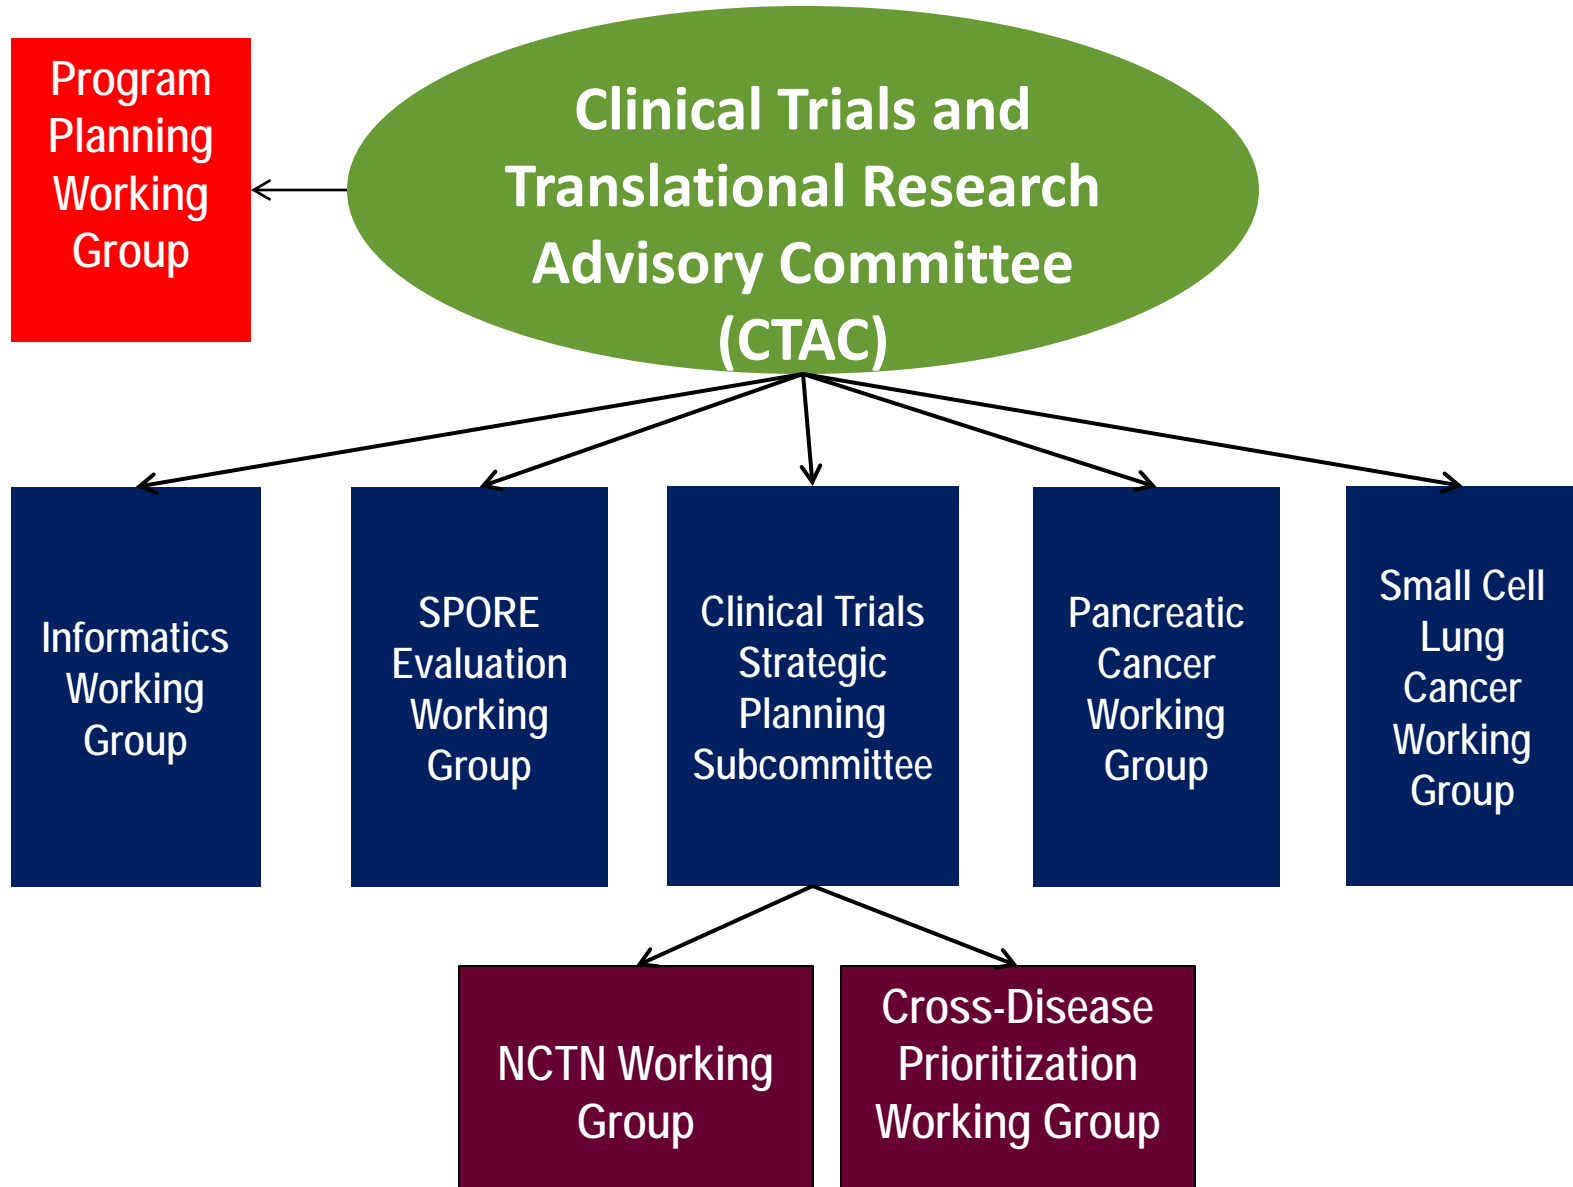 Program
Planning
Working
Group
Clinical Trials and
Translational Research
Advisory Committee
(CTAC)
Informatics
Working
Group
SPORE
Evaluation
Working
Group
Clinical Trials
Strategic
Planning
Subcommittee
Pancreatic
Cancer
Working
Group
Small Cell
Lung
Cancer
Working
Group
NCTN Working
Group
Cross-Disease
Prioritization
Working Group